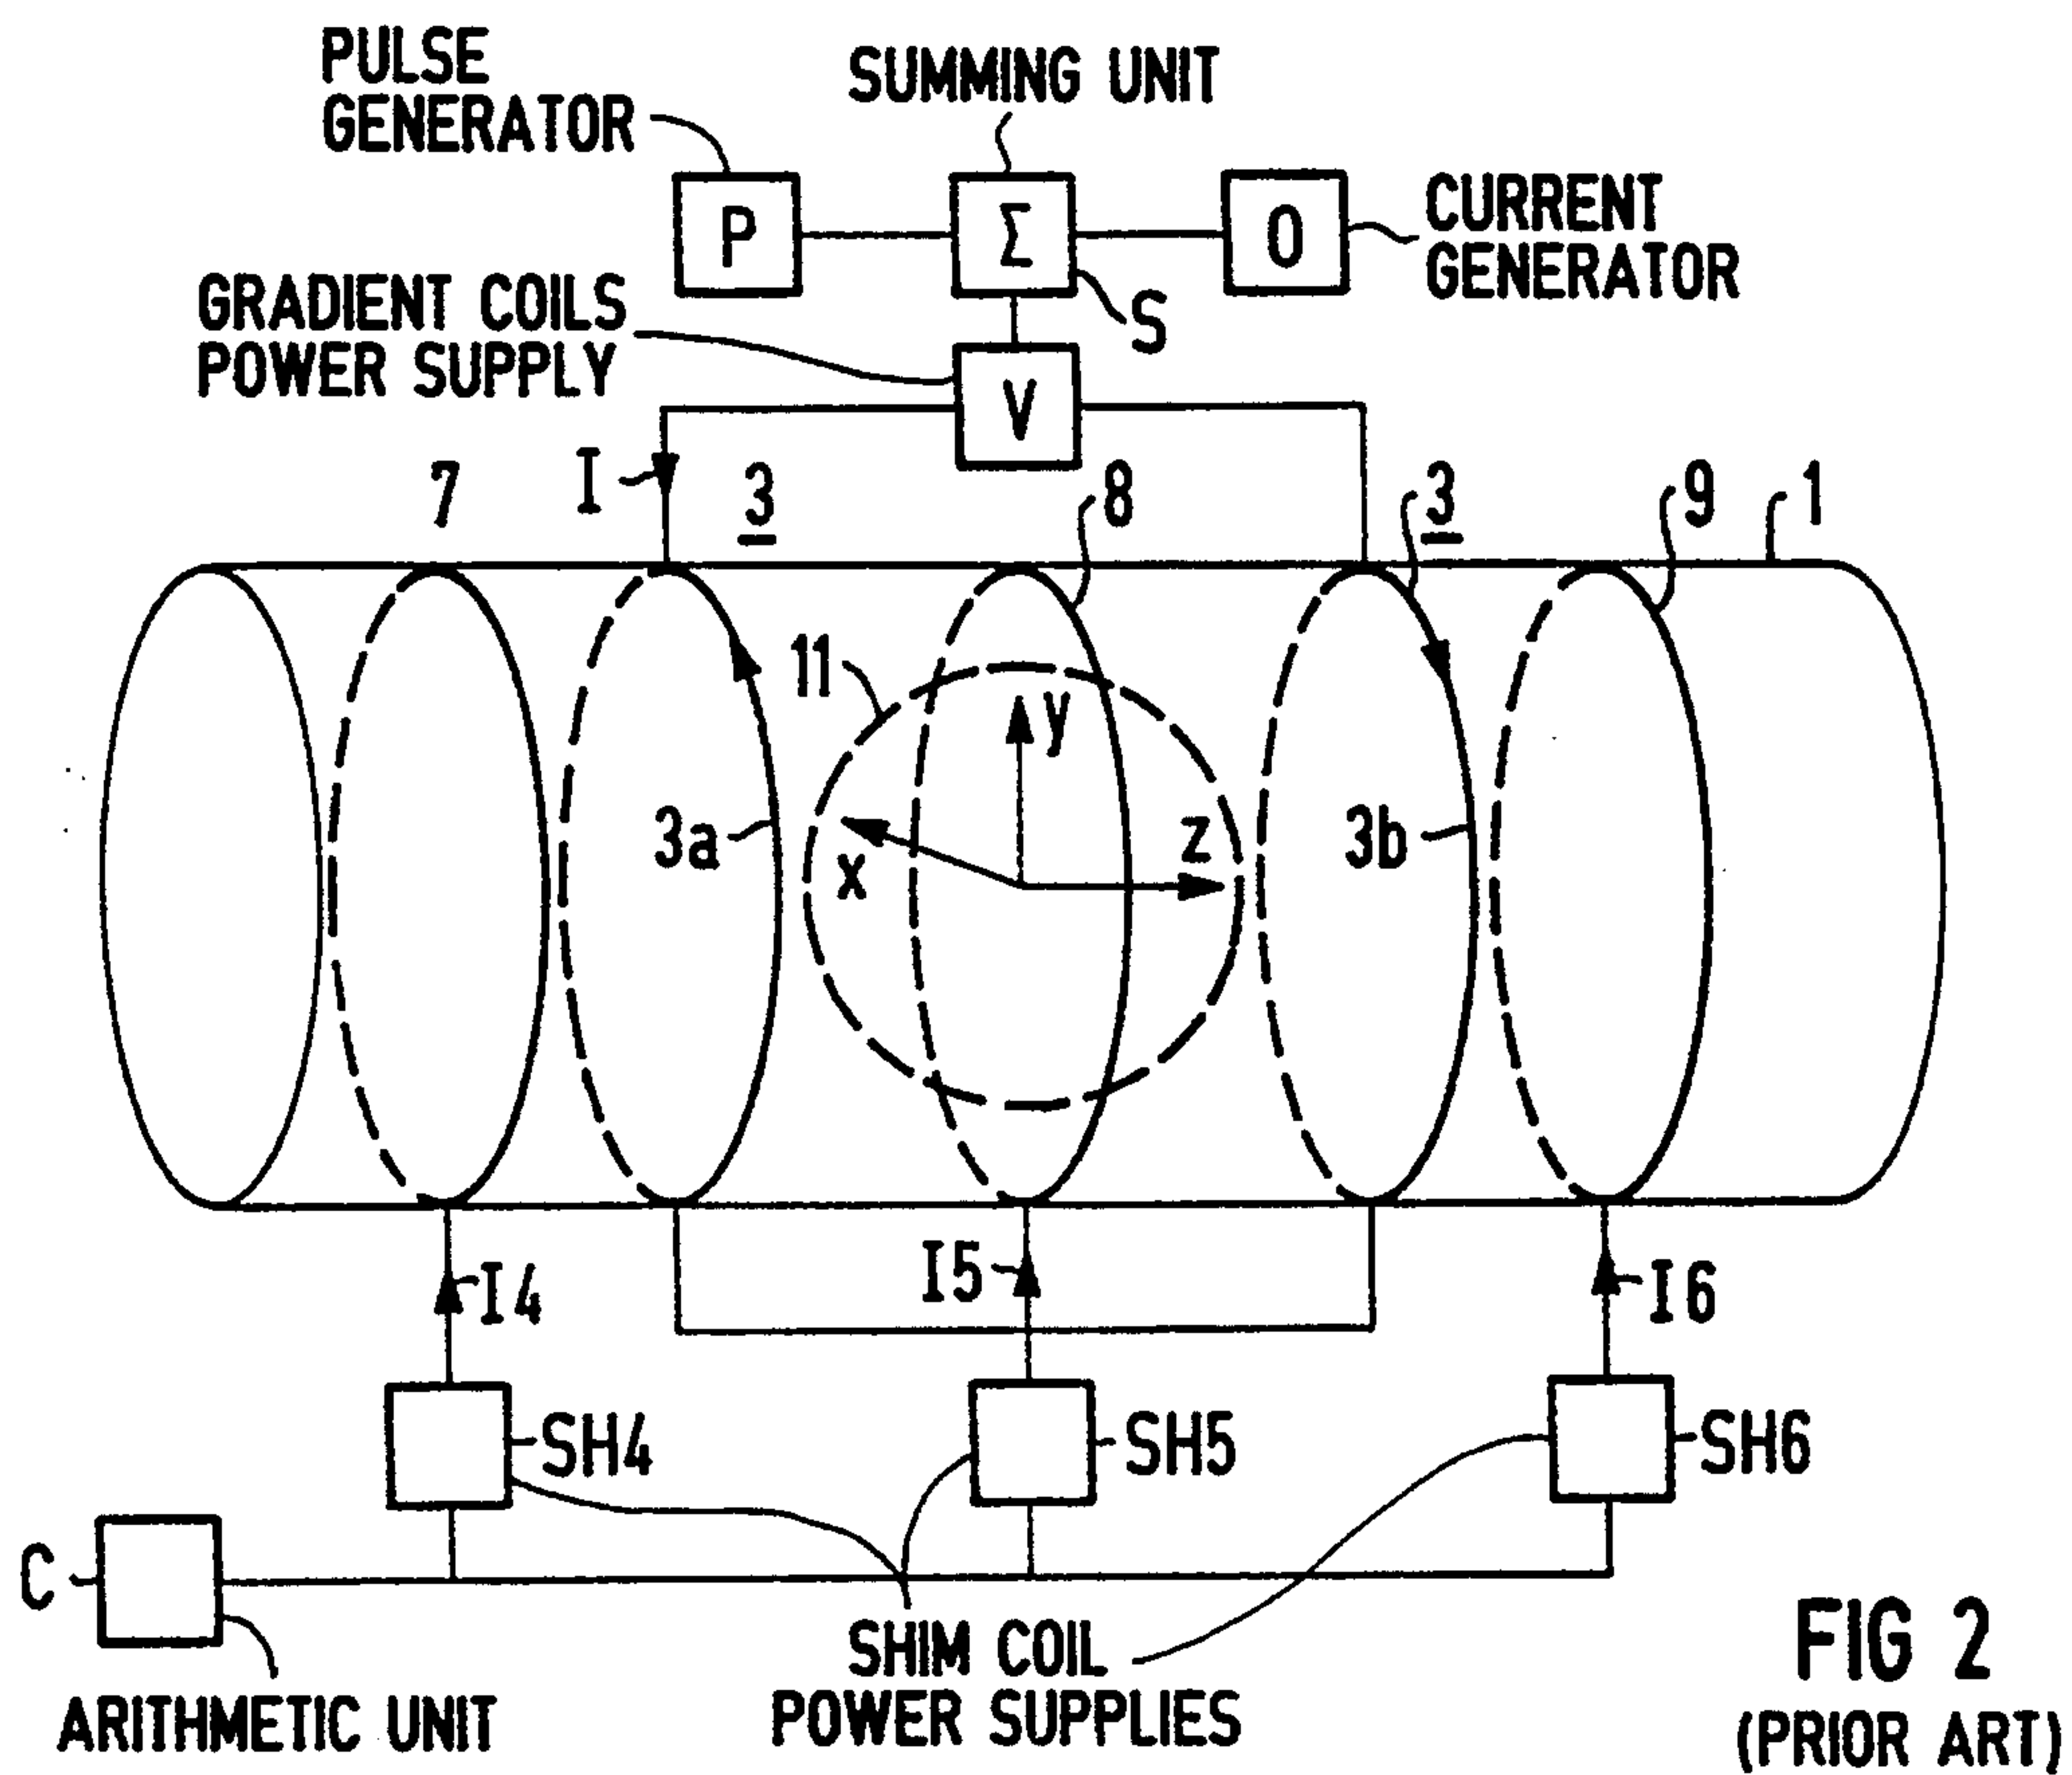 PULSE
GENERATOR
SUMMING UNIT
P
Σ
O
CURRENT
GENERATOR
GRADIENT COILS
POWER SUPPLY
S
V
7
I
3
8
3
9
1
11
y
3a
x
z
3b
I4
I5
I6
SH4
SH5
SH6
C
SHIM COIL
POWER SUPPLIES
ARITHMETIC UNIT
FIG 2
(PRIOR ART)